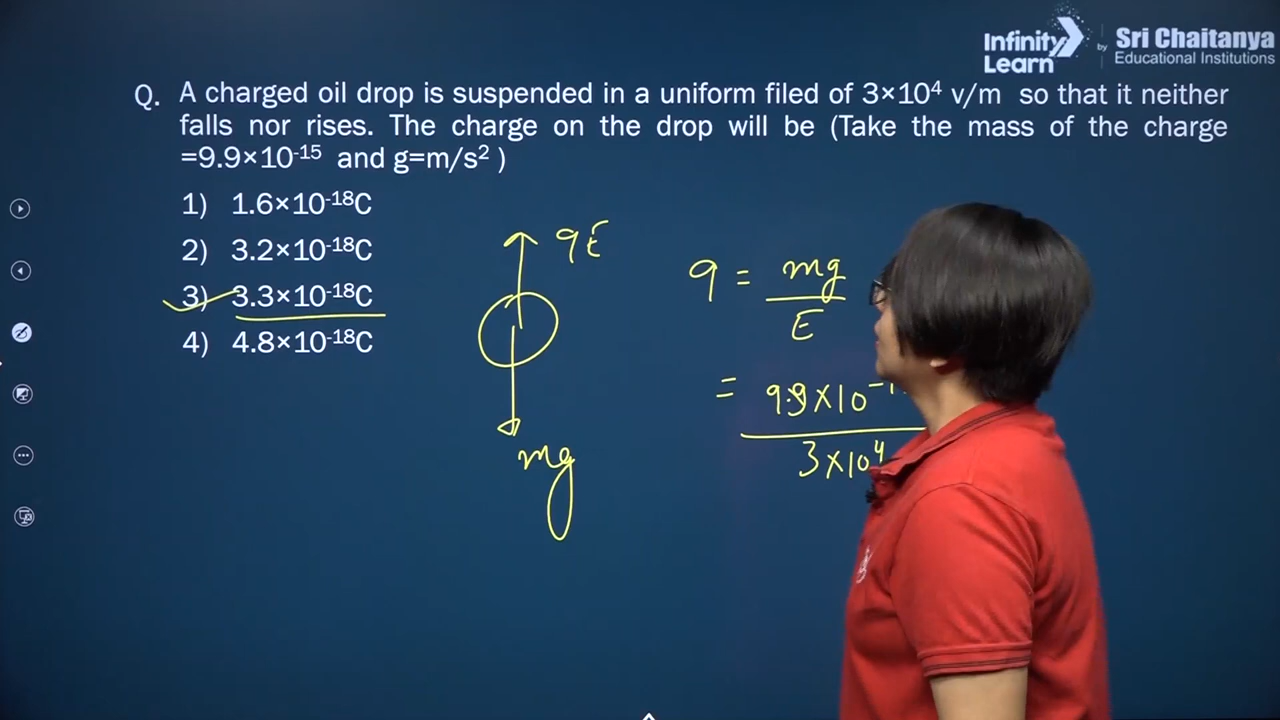 Infinity Learn by Sri Chaitanya Educational Institutions
Q. A charged oil drop is suspended in a uniform filed of 3×10⁴ v/m so that it neither
falls nor rises. The charge on the drop will be (Take the mass of the charge
=9.9×10⁻¹⁵ and g=m/s² )
1) 1.6×10⁻¹⁸C
2) 3.2×10⁻¹⁸C
3) 3.3×10⁻¹⁸C
4) 4.8×10⁻¹⁸C
qE
mg
q = mg
E
= 9.9×10
3×10⁴